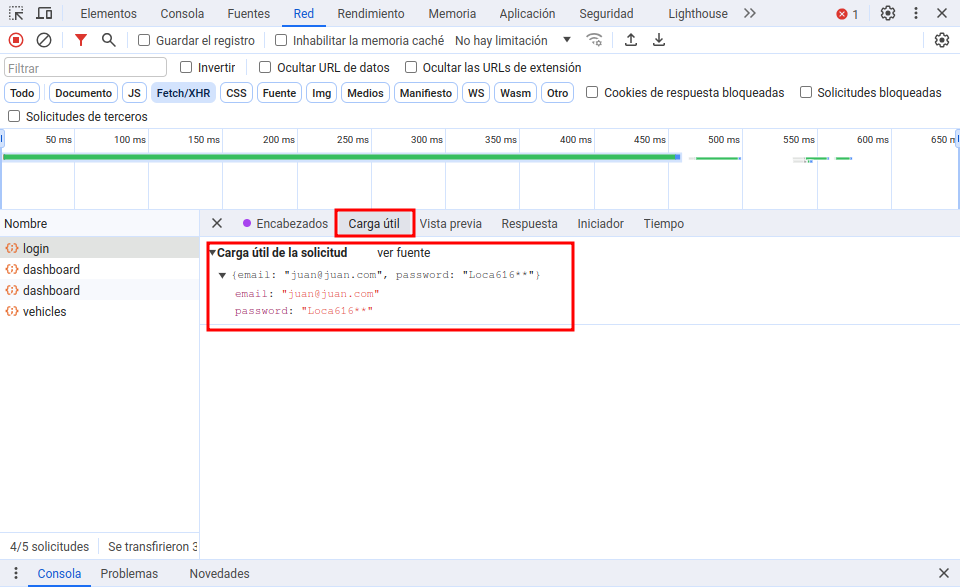 Elementos Consola Fuentes Red Rendimiento Memoria Aplicación Seguridad Lighthouse 1
Guardar el registro Inhabilitar la memoria caché No hay limitación
Filtrar Invertir Ocultar URL de datos Ocultar las URLs de extensión
Todo Documento JS Fetch/XHR CSS Fuente Img Medios Manifiesto WS Wasm Otro Cookies de respuesta bloqueadas Solicitudes bloqueadas
Solicitudes de terceros
50 ms 100 ms 150 ms 200 ms 250 ms 300 ms 350 ms 400 ms 450 ms 500 ms 550 ms 600 ms 650 m
Nombre
Encabezados Carga útil Vista previa Respuesta Iniciador Tiempo
login
dashboard
dashboard
vehicles
Carga útil de la solicitud ver fuente
{email: "juan@juan.com", password: "Loca616**"}
email: "juan@juan.com"
password: "Loca616**"
4/5 solicitudes Se transfirieron 3
Consola Problemas Novedades